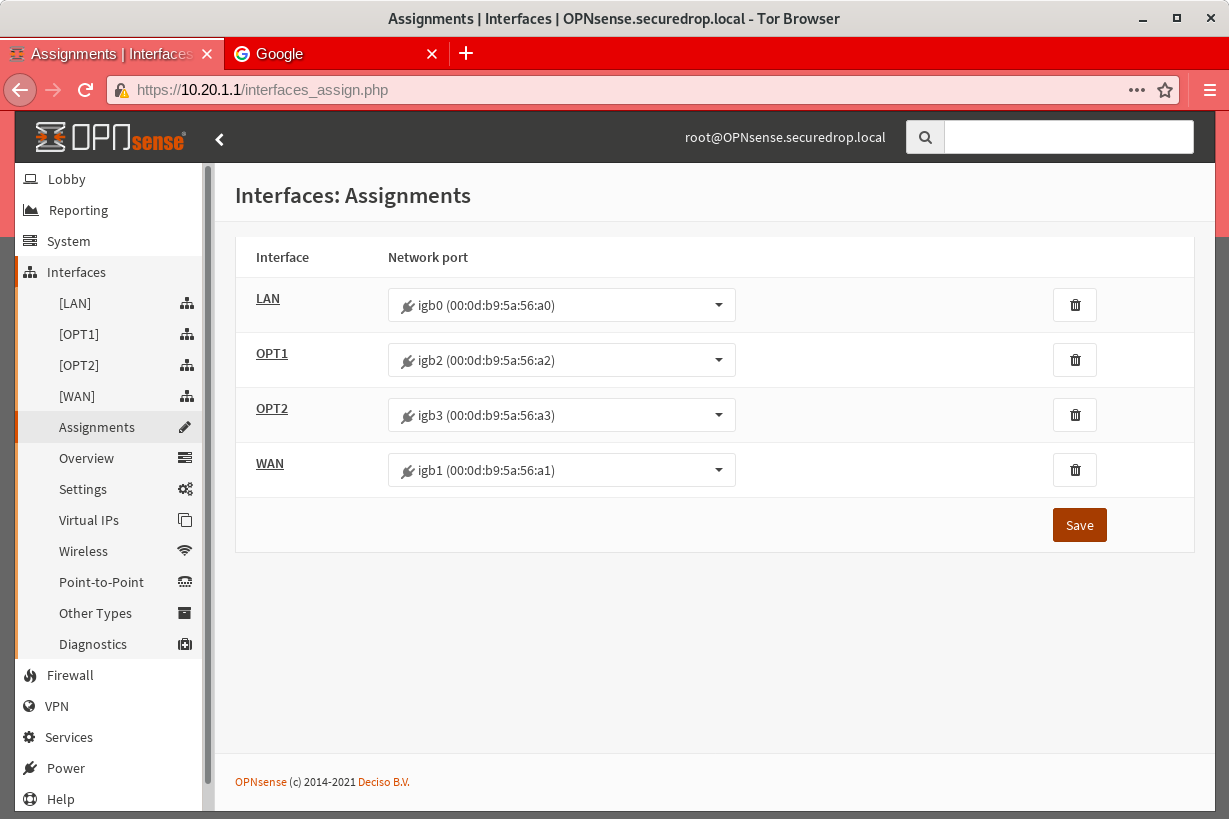 Assignments | Interfaces | OPNsense.securedrop.local - Tor Browser
Assignments | Interfaces
Google
https://10.20.1.1/interfaces_assign.php
OPNsense
root@OPNsense.securedrop.local
Lobby
Reporting
System
Interfaces
[LAN]
[OPT1]
[OPT2]
[WAN]
Assignments
Overview
Settings
Virtual IPs
Wireless
Point-to-Point
Other Types
Diagnostics
Firewall
VPN
Services
Power
Help
Interfaces: Assignments
Interface Network port
LAN igb0 (00:0d:b9:5a:56:a0)
OPT1 igb2 (00:0d:b9:5a:56:a2)
OPT2 igb3 (00:0d:b9:5a:56:a3)
WAN igb1 (00:0d:b9:5a:56:a1)
Save
OPNsense (c) 2014-2021 Deciso B.V.